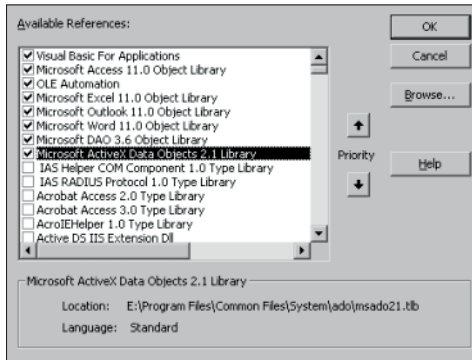 Available References:
OK
Visual Basic For Applications
Microsoft Access 11.0 Object Library
OLE Automation
Microsoft Excel 11.0 Object Library
Microsoft Outlook 11.0 Object Library
Microsoft Word 11.0 Object Library
Microsoft DAO 3.6 Object Library
Microsoft ActiveX Data Objects 2.1 Library
IAS Helper COM Component 1.0 Type Library
IAS RADIUS Protocol 1.0 Type Library
Acrobat Access 2.0 Type Library
Acrobat Access 3.0 Type Library
AcroIEHelper 1.0 Type Library
Active DS IIS Extension Dll
Cancel
Browse...
Priority
Help
Microsoft ActiveX Data Objects 2.1 Library
Location: E:\Program Files\Common Files\System\ado\msado21.tlb
Language: Standard